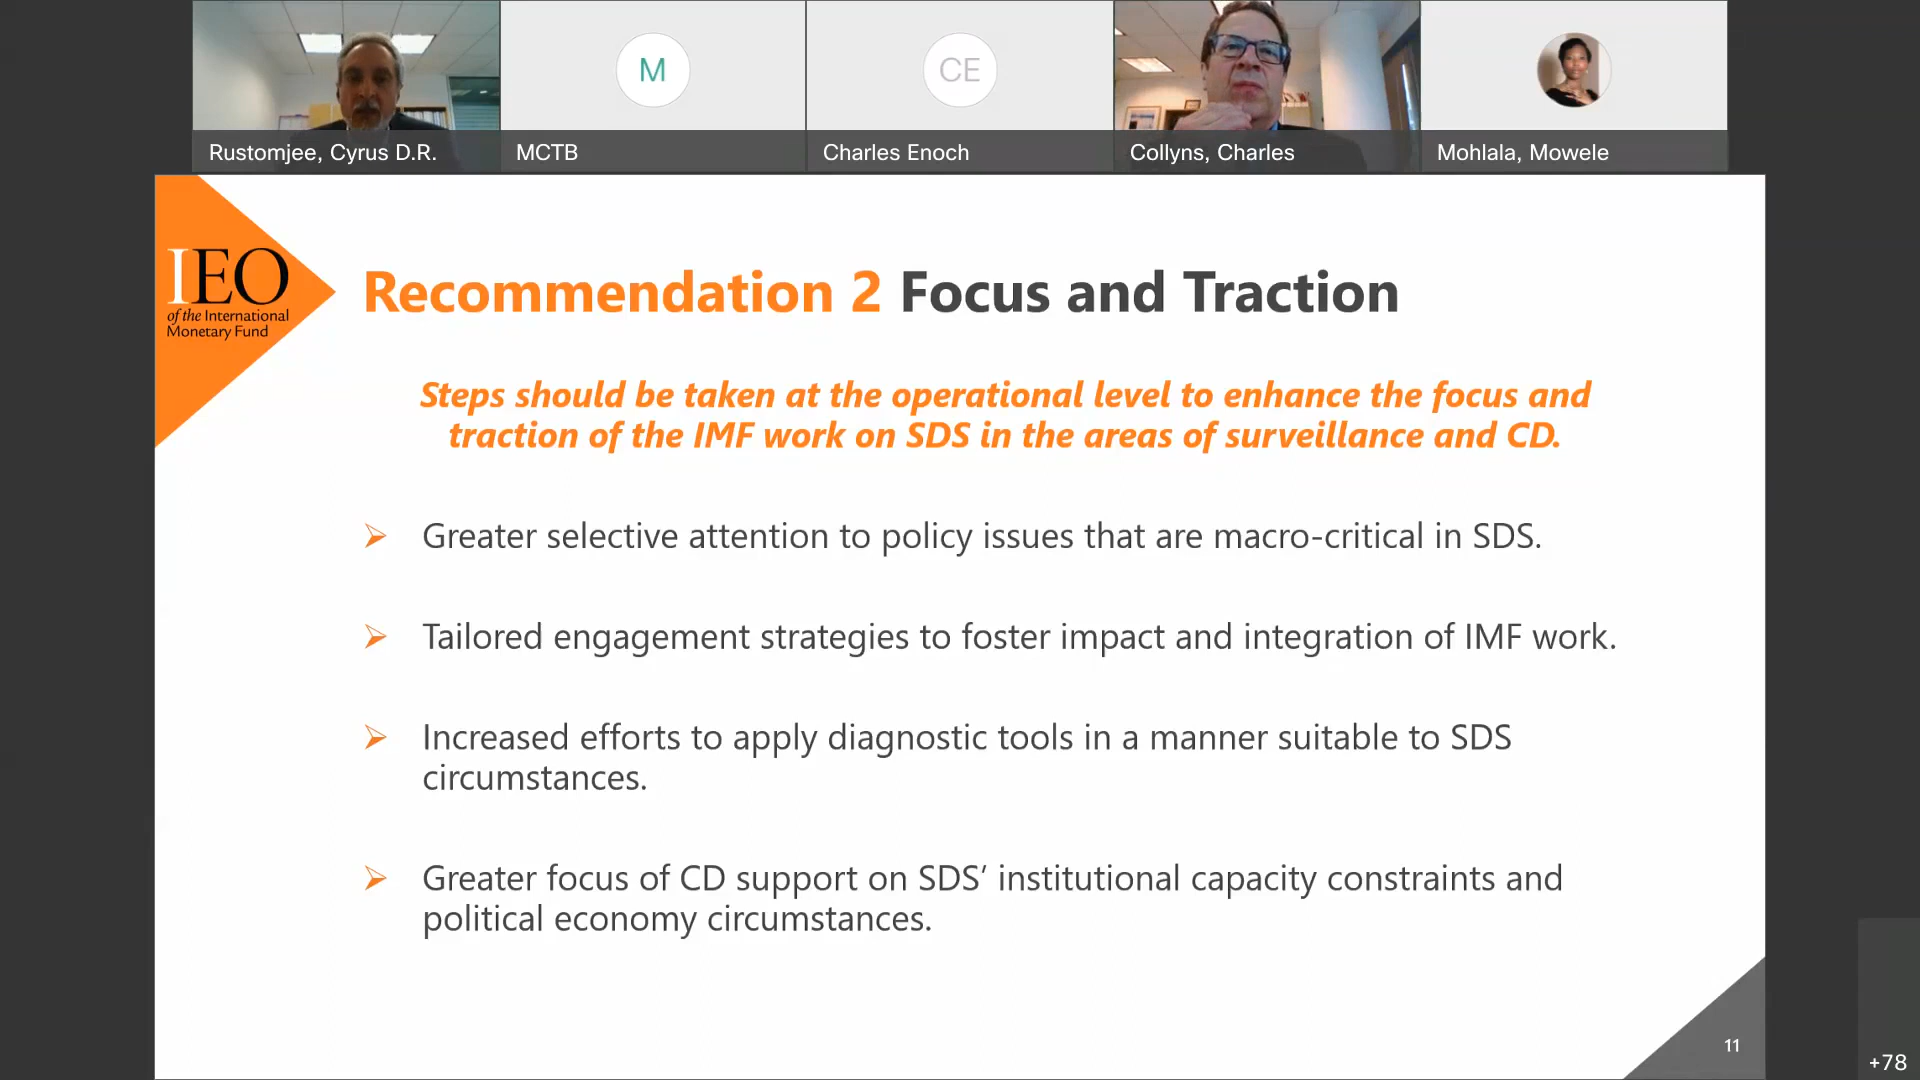 M
CE
Rustomjee, Cyrus D.R.
MCTB
Charles Enoch
Collyns, Charles
Mohlala, Mowele
IEO
of the International
Monetary Fund
Recommendation 2 Focus and Traction
Steps should be taken at the operational level to enhance the focus and
traction of the IMF work on SDS in the areas of surveillance and CD.
➢ Greater selective attention to policy issues that are macro-critical in SDS.
➢ Tailored engagement strategies to foster impact and integration of IMF work.
➢ Increased efforts to apply diagnostic tools in a manner suitable to SDS
circumstances.
➢ Greater focus of CD support on SDS’ institutional capacity constraints and
political economy circumstances.
11
+78